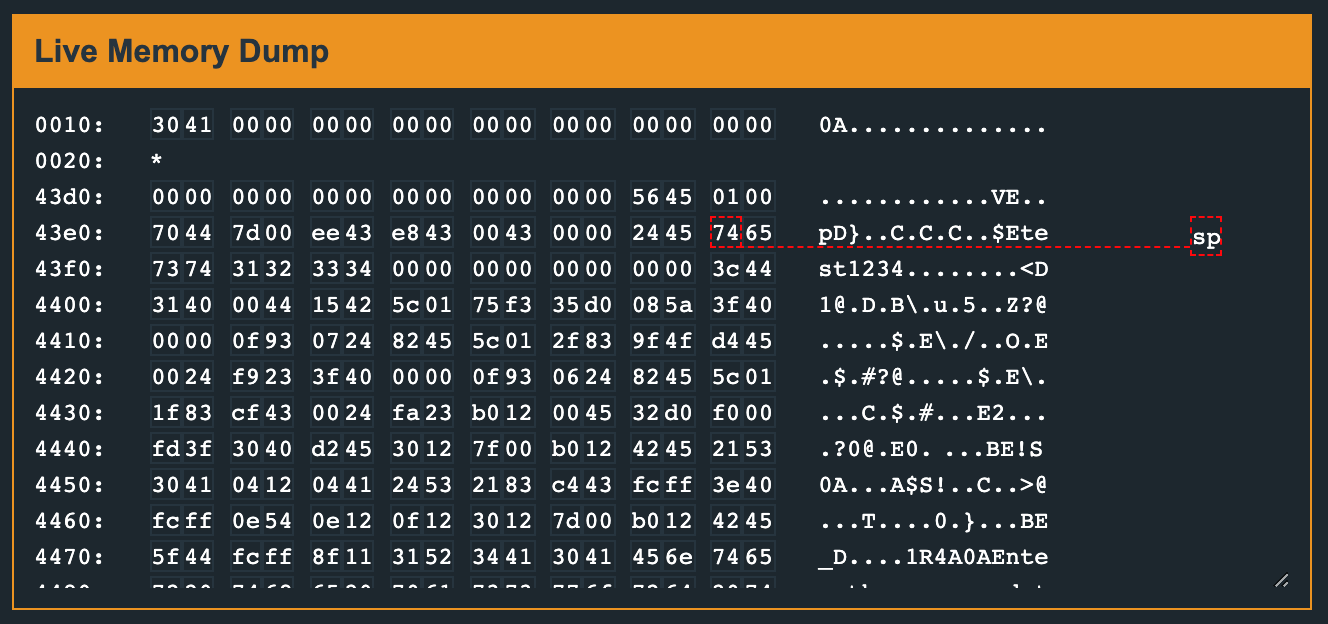 Live Memory Dump
0010: 3041 0000 0000 0000 0000 0000 0000 0000 0A..............
0020: *
43d0: 0000 0000 0000 0000 0000 0000 5645 0100 ............VE..
43e0: 7044 7d00 ee43 e843 0043 0000 2445 7465 pD}..C.C.C..$Ete sp
43f0: 7374 3132 3334 0000 0000 0000 0000 3c44 st1234........<D
4400: 3140 0044 1542 5c01 75f3 35d0 085a 3f40 1@.D.B\.u.5..Z?@
4410: 0000 0f93 0724 8245 5c01 2f83 9f4f d445 .....$.E\./..O.E
4420: 0024 f923 3f40 0000 0f93 0624 8245 5c01 .$.#?@.....$.E\.
4430: 1f83 cf43 0024 fa23 b012 0045 32d0 f000 ...C.$.#...E2...
4440: fd3f 3040 d245 3012 7f00 b012 4245 2153 .?0@.E0. ...BE!S
4450: 3041 0412 0441 2453 2183 c443 fcff 3e40 0A...A$S!..C..>@
4460: fcff 0e54 0e12 0f12 3012 7d00 b012 4245 ...T....0.}...BE
4470: 5f44 fcff 8f11 3152 3441 3041 456e 7465 _D....1R4A0AEnte